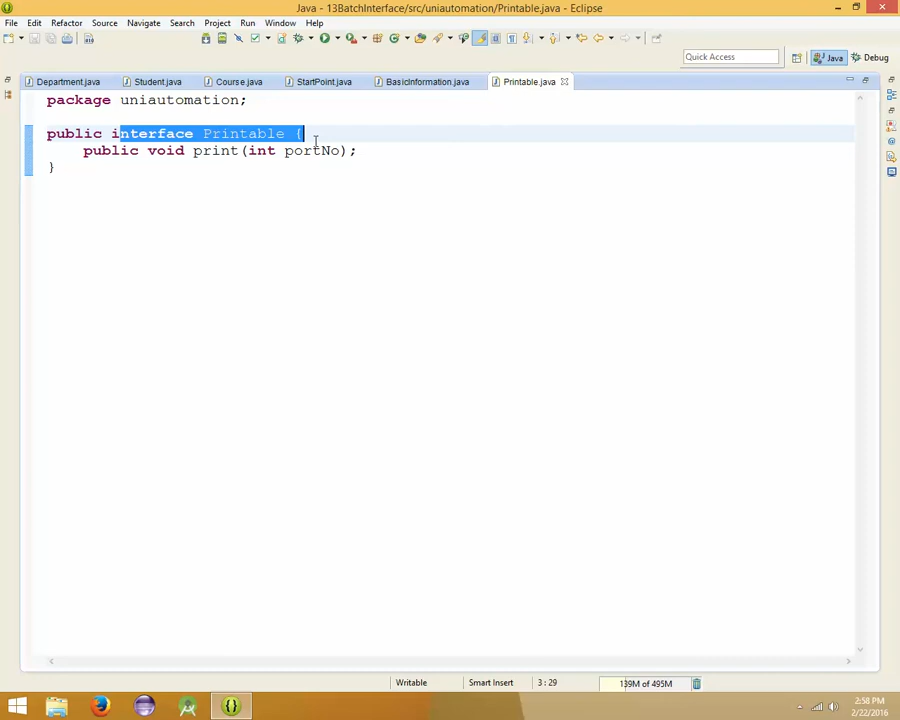 Java - 13BatchInterface/src/uniautomation/Printable.java - Eclipse
File Edit Refactor Source Navigate Search Project Run Window Help
Quick Access
Java
Debug
Department.java
Student.java
Course.java
StartPoint.java
BasicInformation.java
Printable.java
package uniautomation;
public interface Printable {
public void print(int portNo);
}
Writable
Smart Insert
3 : 29
139M of 495M
2:58 PM
2/22/2016